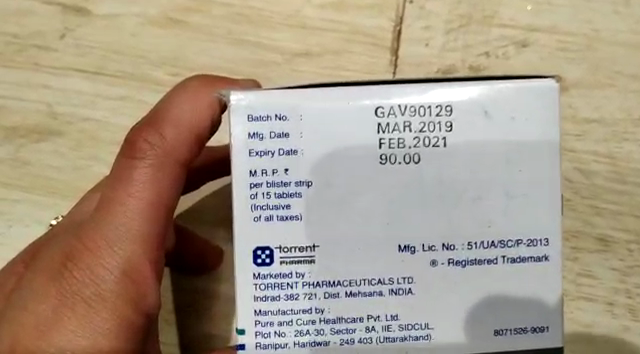 Batch No. : GAV90129
Mfg. Date : MAR.2019
Expiry Date : FEB.2021
M.R.P. ₹ 90.00
per blister strip
of 15 tablets
(Inclusive
of all taxes)
torrent
PHARMA
Mfg. Lic. No. : 51/UA/SC/P-2013
® - Registered Trademark
Marketed by :
TORRENT PHARMACEUTICALS LTD.
Indrad-382 721, Dist. Mehsana, INDIA.
Manufactured by :
Pure and Cure Healthcare Pvt. Ltd.
Plot No.: 26A-30, Sector - 8A, IIE, SIDCUL,
Ranipur, Haridwar - 249 403 (Uttarakhand)
8071526-9091